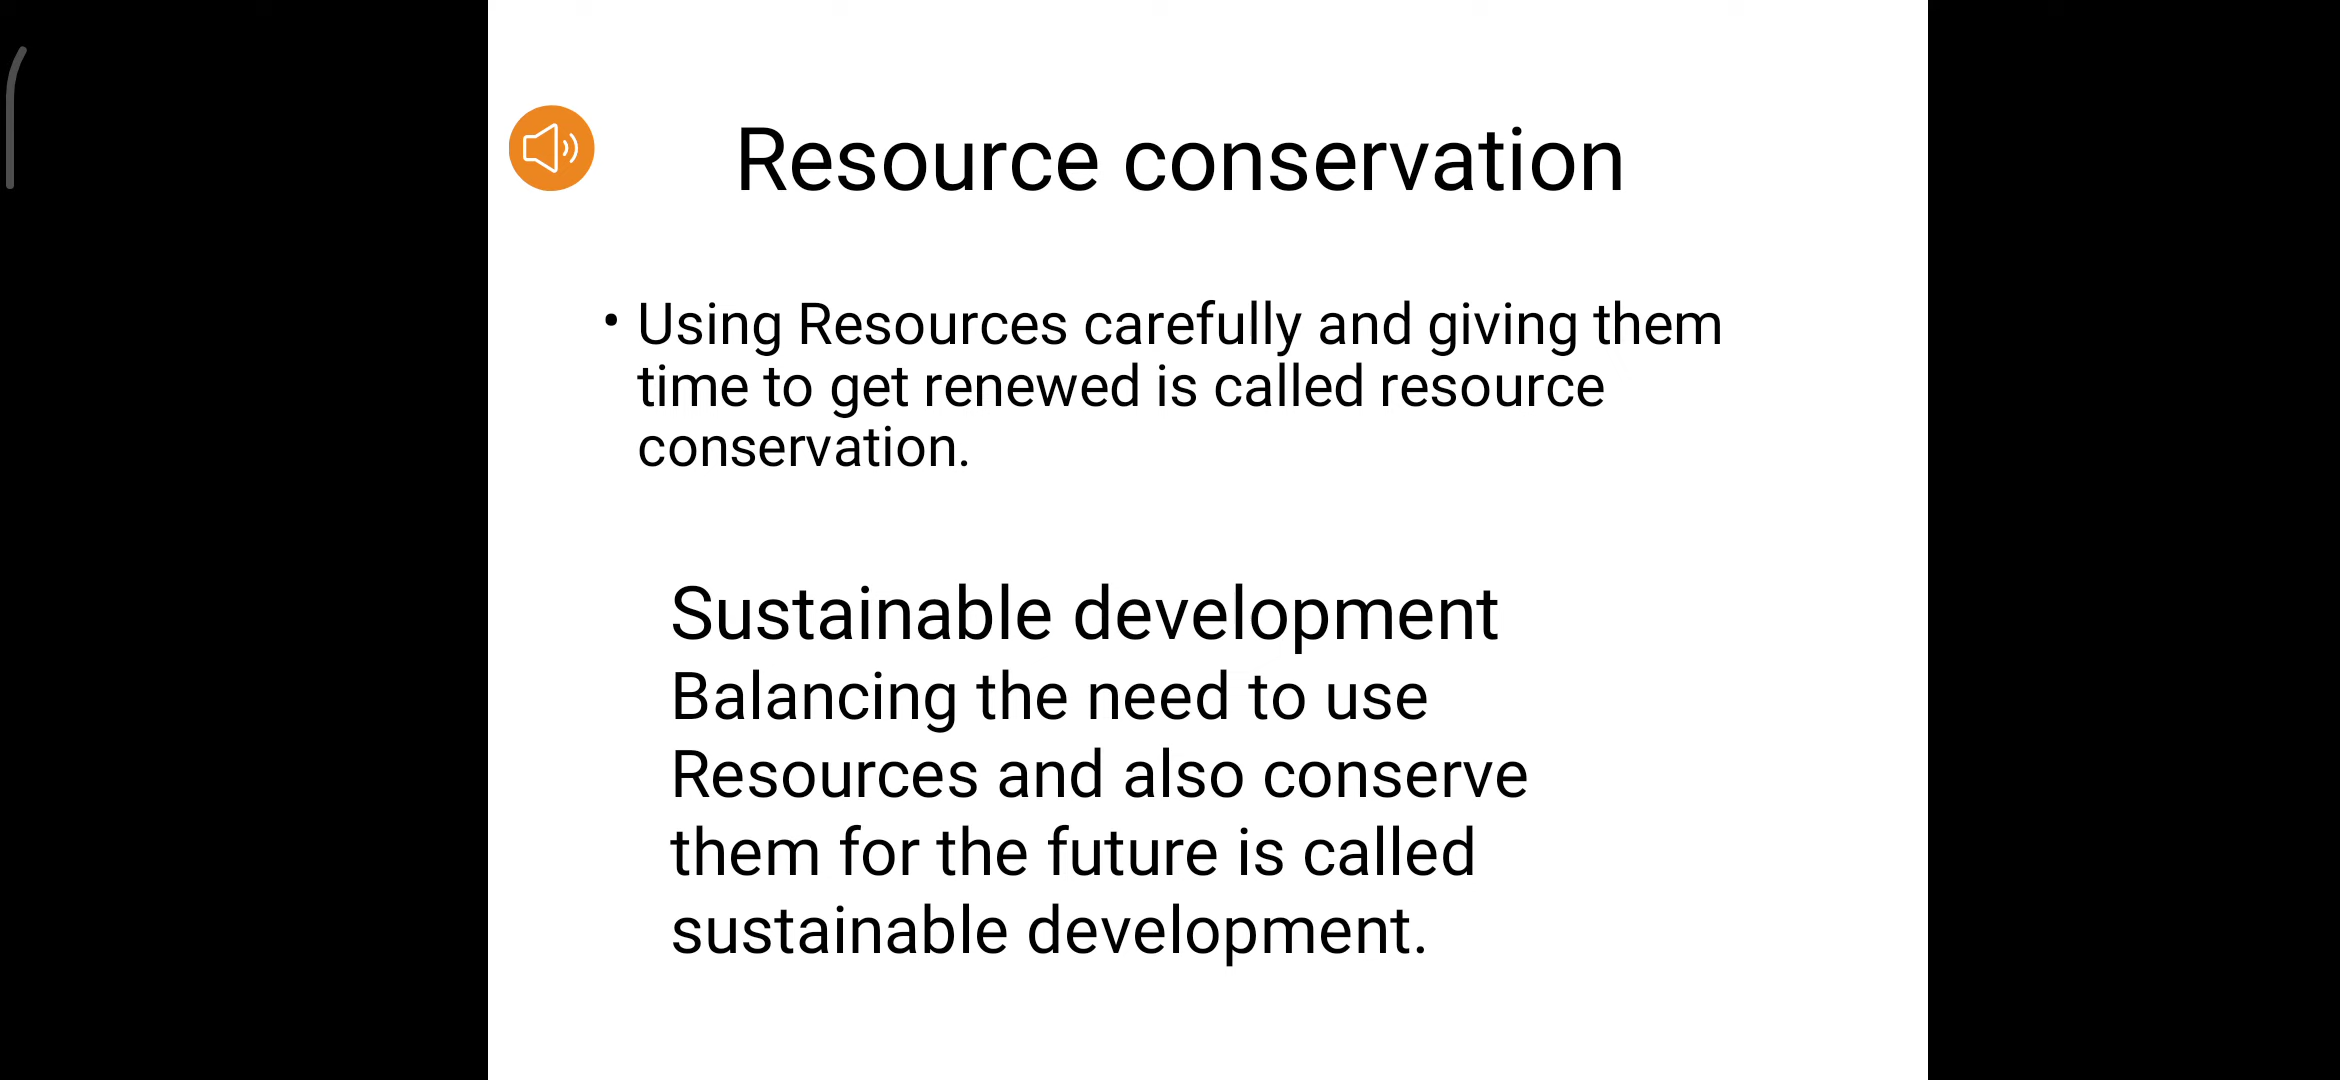 Resource conservation
• Using Resources carefully and giving them
time to get renewed is called resource
conservation.
Sustainable development
Balancing the need to use
Resources and also conserve
them for the future is called
sustainable development.